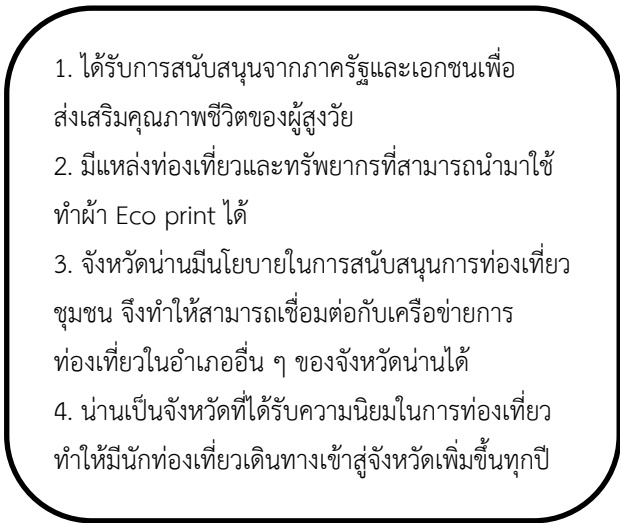 1. ได้รับการสนับสนุนจากภาครัฐและเอกชนเพื่อ
ส่งเสริมคุณภาพชีวิตของผู้สูงวัย
2. มีแหล่งท่องเที่ยวและทรัพยากรที่สามารถนำมาใช้
ทำผ้า Eco print ได้
3. จังหวัดน่านมีนโยบายในการสนับสนุนการท่องเที่ยว
ชุมชน จึงทำให้สามารถเชื่อมต่อกับเครือข่ายการ
ท่องเที่ยวในอำเภออื่น ๆ ของจังหวัดน่านได้
4. น่านเป็นจังหวัดที่ได้รับความนิยมในการท่องเที่ยว
ทำให้มีนักท่องเที่ยวเดินทางเข้าสู่จังหวัดเพิ่มขึ้นทุกปี